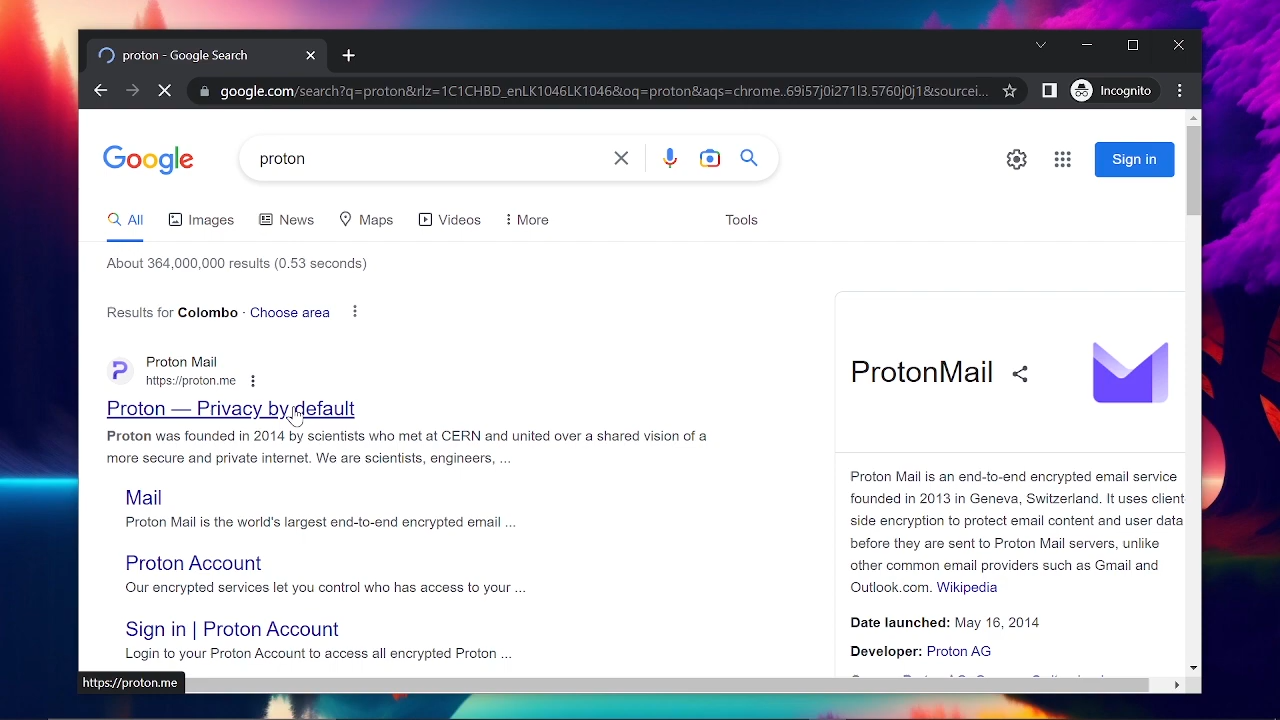 proton - Google Search
google.com/search?q=proton&rlz=1C1CHBD_enLK1046LK1046&oq=proton&aqs=chrome..69i57j0i271l3.5760j0j1&sourcei...
Incognito
Google
proton
Sign in
All
Images
News
Maps
Videos
More
Tools
About 364,000,000 results (0.53 seconds)
Results for Colombo · Choose area
Proton Mail
https://proton.me
Proton — Privacy by default
Proton was founded in 2014 by scientists who met at CERN and united over a shared vision of a
more secure and private internet. We are scientists, engineers, ...
Mail
Proton Mail is the world's largest end-to-end encrypted email ...
Proton Account
Our encrypted services let you control who has access to your ...
Sign in | Proton Account
Login to your Proton Account to access all encrypted Proton ...
ProtonMail
Proton Mail is an end-to-end encrypted email service
founded in 2013 in Geneva, Switzerland. It uses client
side encryption to protect email content and user data
before they are sent to Proton Mail servers, unlike
other common email providers such as Gmail and
Outlook.com. Wikipedia
Date launched: May 16, 2014
Developer: Proton AG
https://proton.me